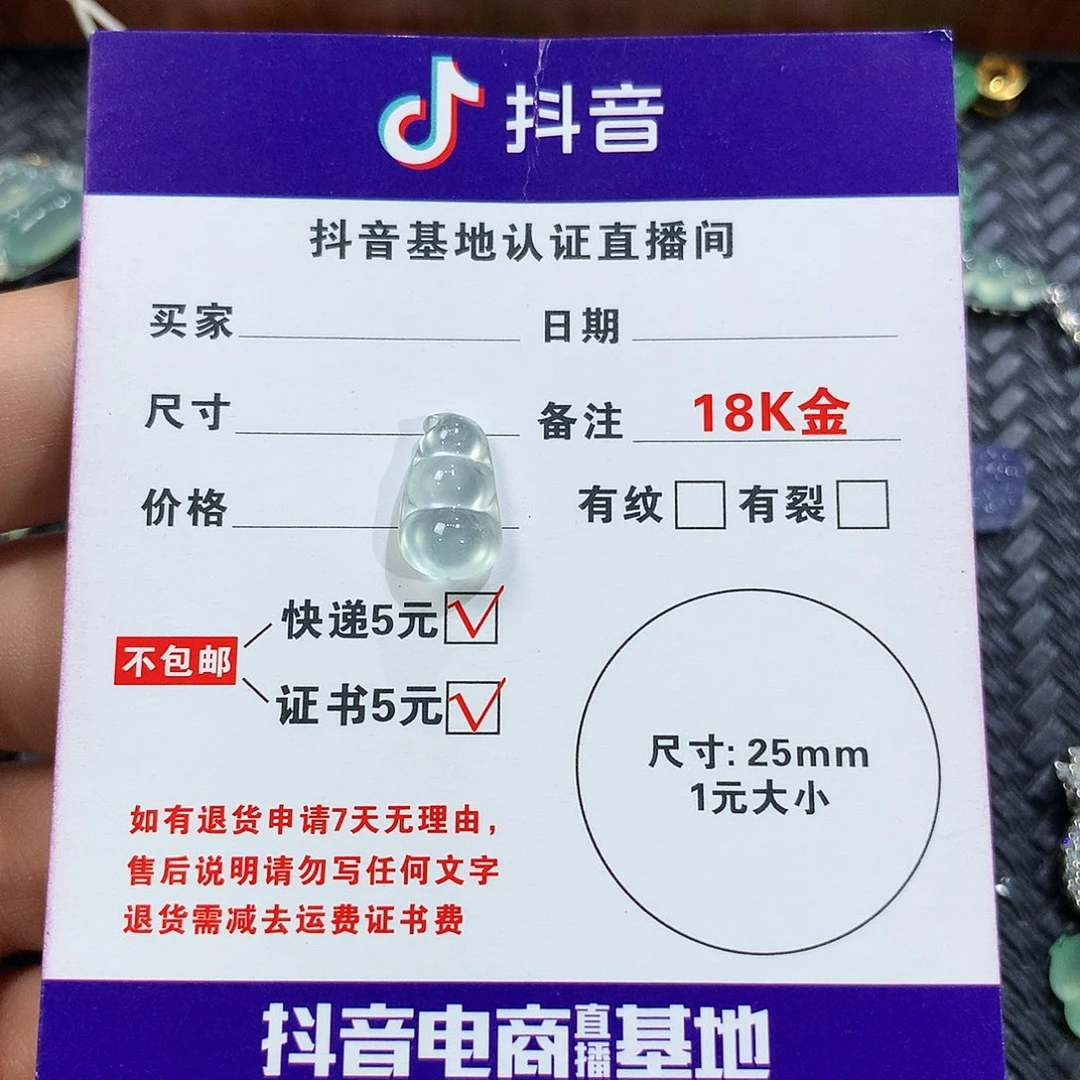 抖音
抖音基地认证直播间
买家 日期
尺寸 备注 18K金
价格 有纹 有裂
快递5元
不包邮
证书5元
尺寸: 25mm
1元大小
如有退货申请7天无理由，
售后说明请勿写任何文字
退货需减去运费证书费
抖音电商直播基地